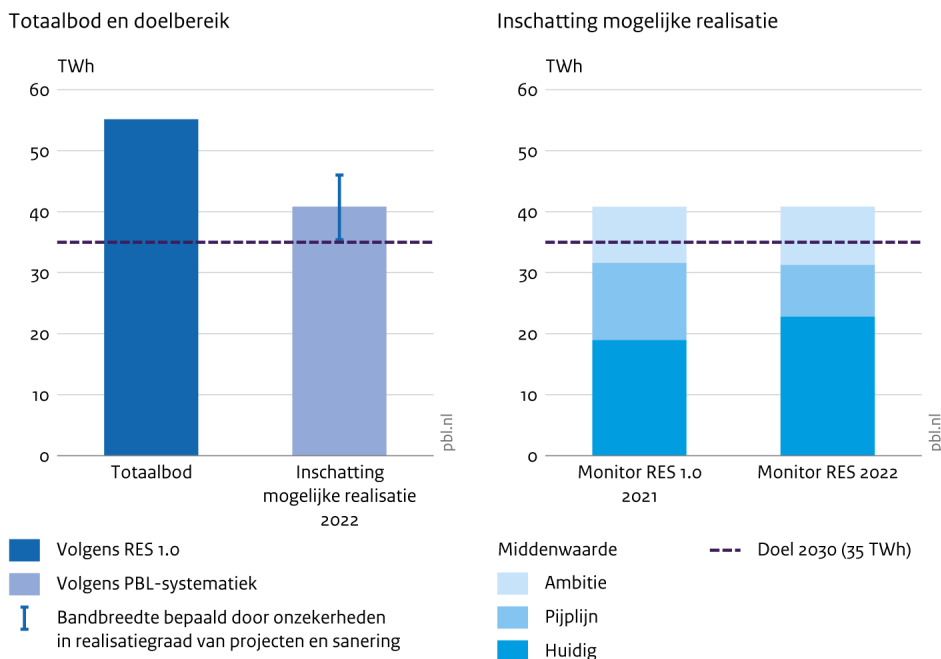 Totaalbod en doelbereik
TWh
60
50
40
30
20
10
0
Totaalbod
Inschatting
mogelijke realisatie
2022
pbl.nl
Volgens RES 1.0
Volgens PBL-systematiek
Bandbreedte bepaald door onzekerheden
in realisatiegraad van projecten en sanering
Inschatting mogelijke realisatie
TWh
60
50
40
30
20
10
0
Monitor RES 1.0
2021
Monitor RES 2022
pbl.nl
Middenwaarde
Ambitie
Pijplijn
Huidig
Doel 2030 (35 TWh)